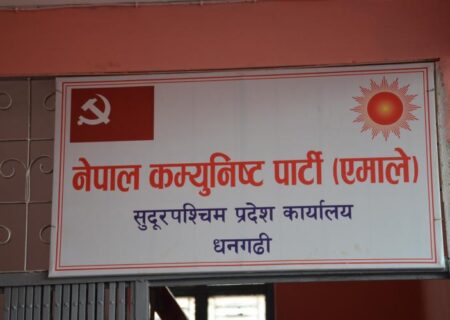 नेपाल कम्युनिष्ट पार्टी (एमाले)
सुदूरपश्चिम प्रदेश कार्यालय
धनगढी